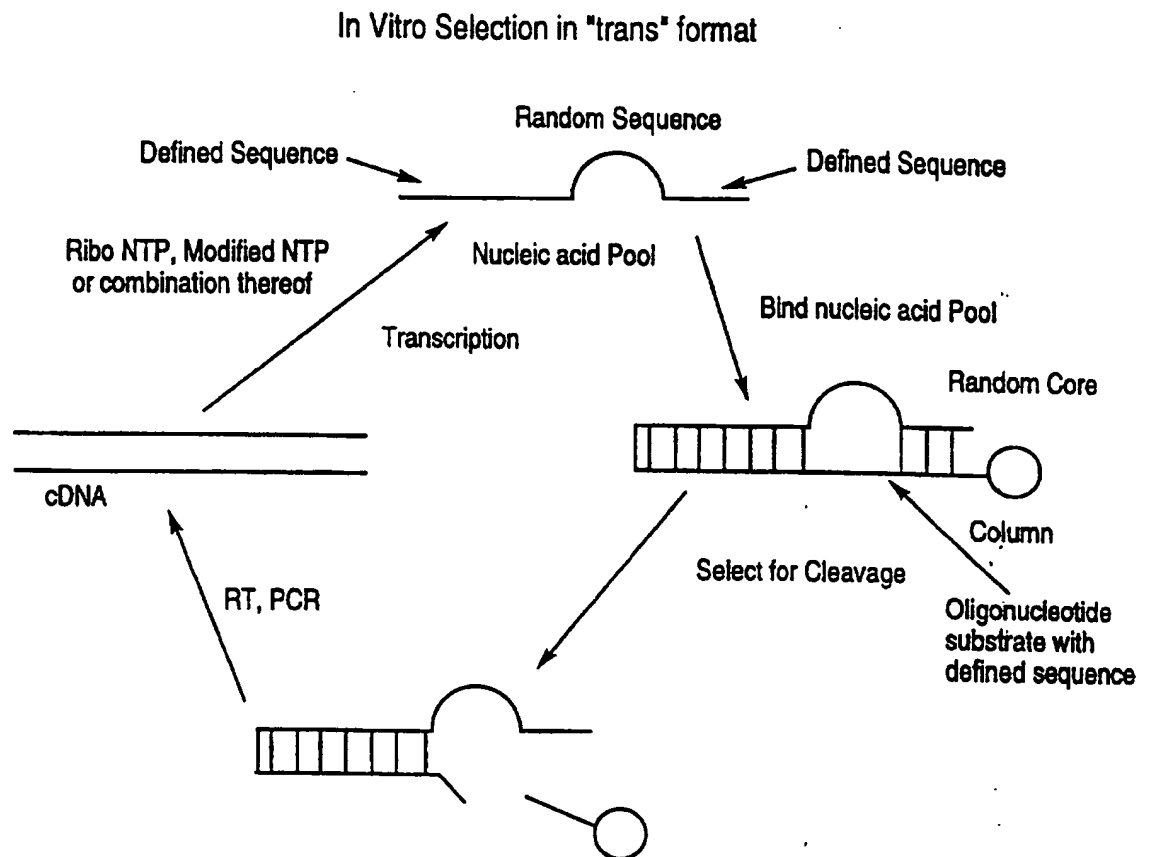 In Vitro Selection in "trans" format
Random Sequence
Defined Sequence
Defined Sequence
Ribo NTP, Modified NTP
or combination thereof
Nucleic acid Pool
Bind nucleic acid Pool
Transcription
Random Core
cDNA
Column
Select for Cleavage
RT, PCR
Oligonucleotide
substrate with
defined sequence